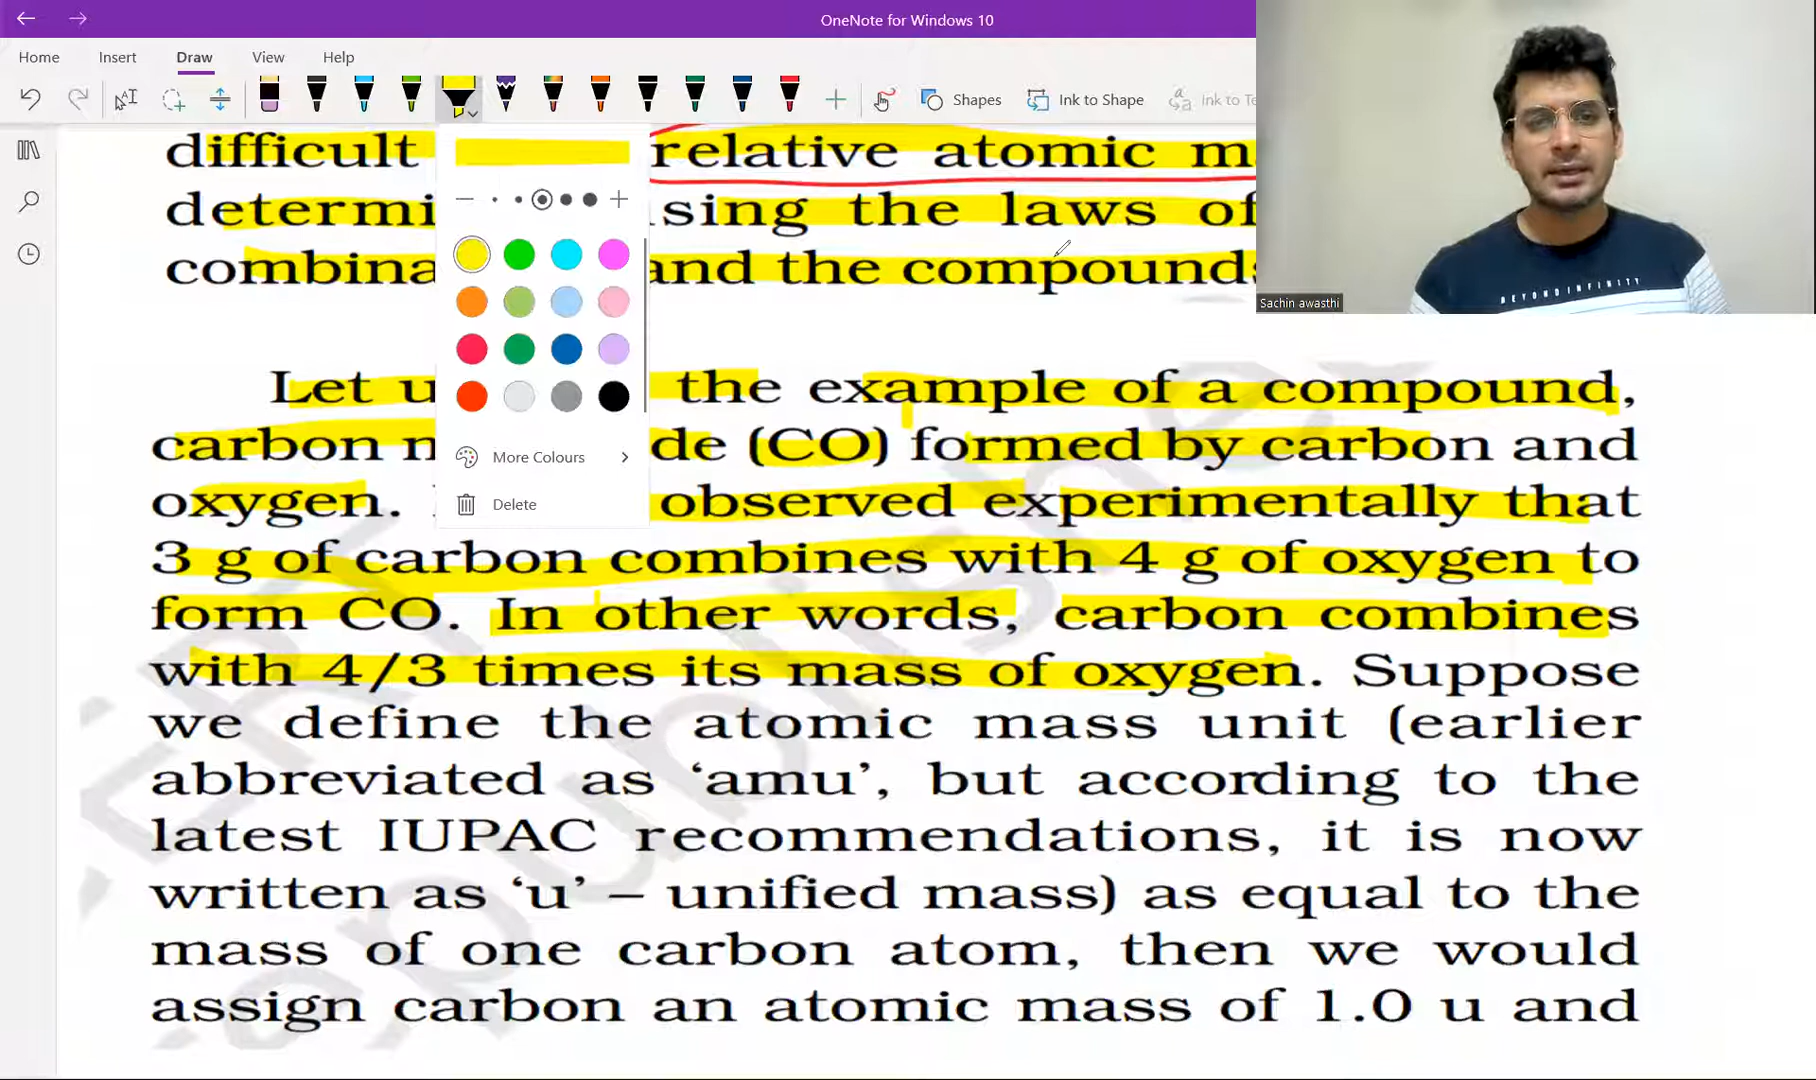 OneNote for Windows 10
Home Insert Draw View Help
Shapes Ink to Shape Ink to Te
difficult relative atomic m
determi sing the laws of
combina and the compounds
BEYONDINFINITY
Sachin awasthi
Let u the example of a compound,
carbon de (CO) formed by carbon and
oxygen. observed experimentally that
3 g of carbon combines with 4 g of oxygen to
form CO. In other words, carbon combines
with 4/3 times its mass of oxygen. Suppose
we define the atomic mass unit (earlier
abbreviated as ‘amu’, but according to the
latest IUPAC recommendations, it is now
written as ‘u’ – unified mass) as equal to the
mass of one carbon atom, then we would
assign carbon an atomic mass of 1.0 u and
More Colours
Delete